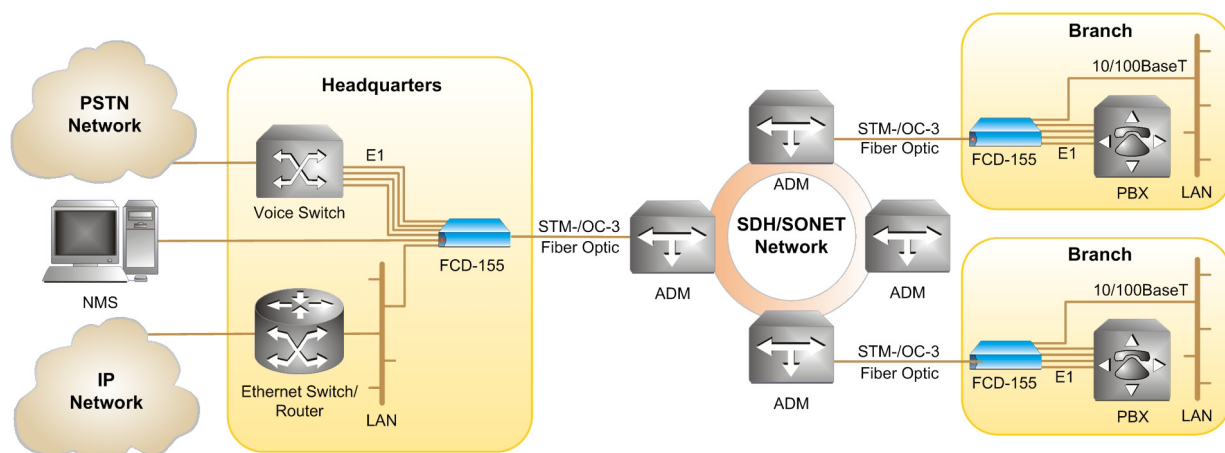 PSTN
Network
NMS
IP
Network
Headquarters
E1
Voice Switch
FCD-155
Ethernet Switch/
Router
LAN
STM-/OC-3
Fiber Optic
ADM
ADM
SDH/SONET
Network
ADM
ADM
STM-/OC-3
Fiber Optic
Branch
10/100BaseT
FCD-155
E1
PBX
LAN
STM-/OC-3
Fiber Optic
Branch
10/100BaseT
FCD-155
E1
PBX
LAN